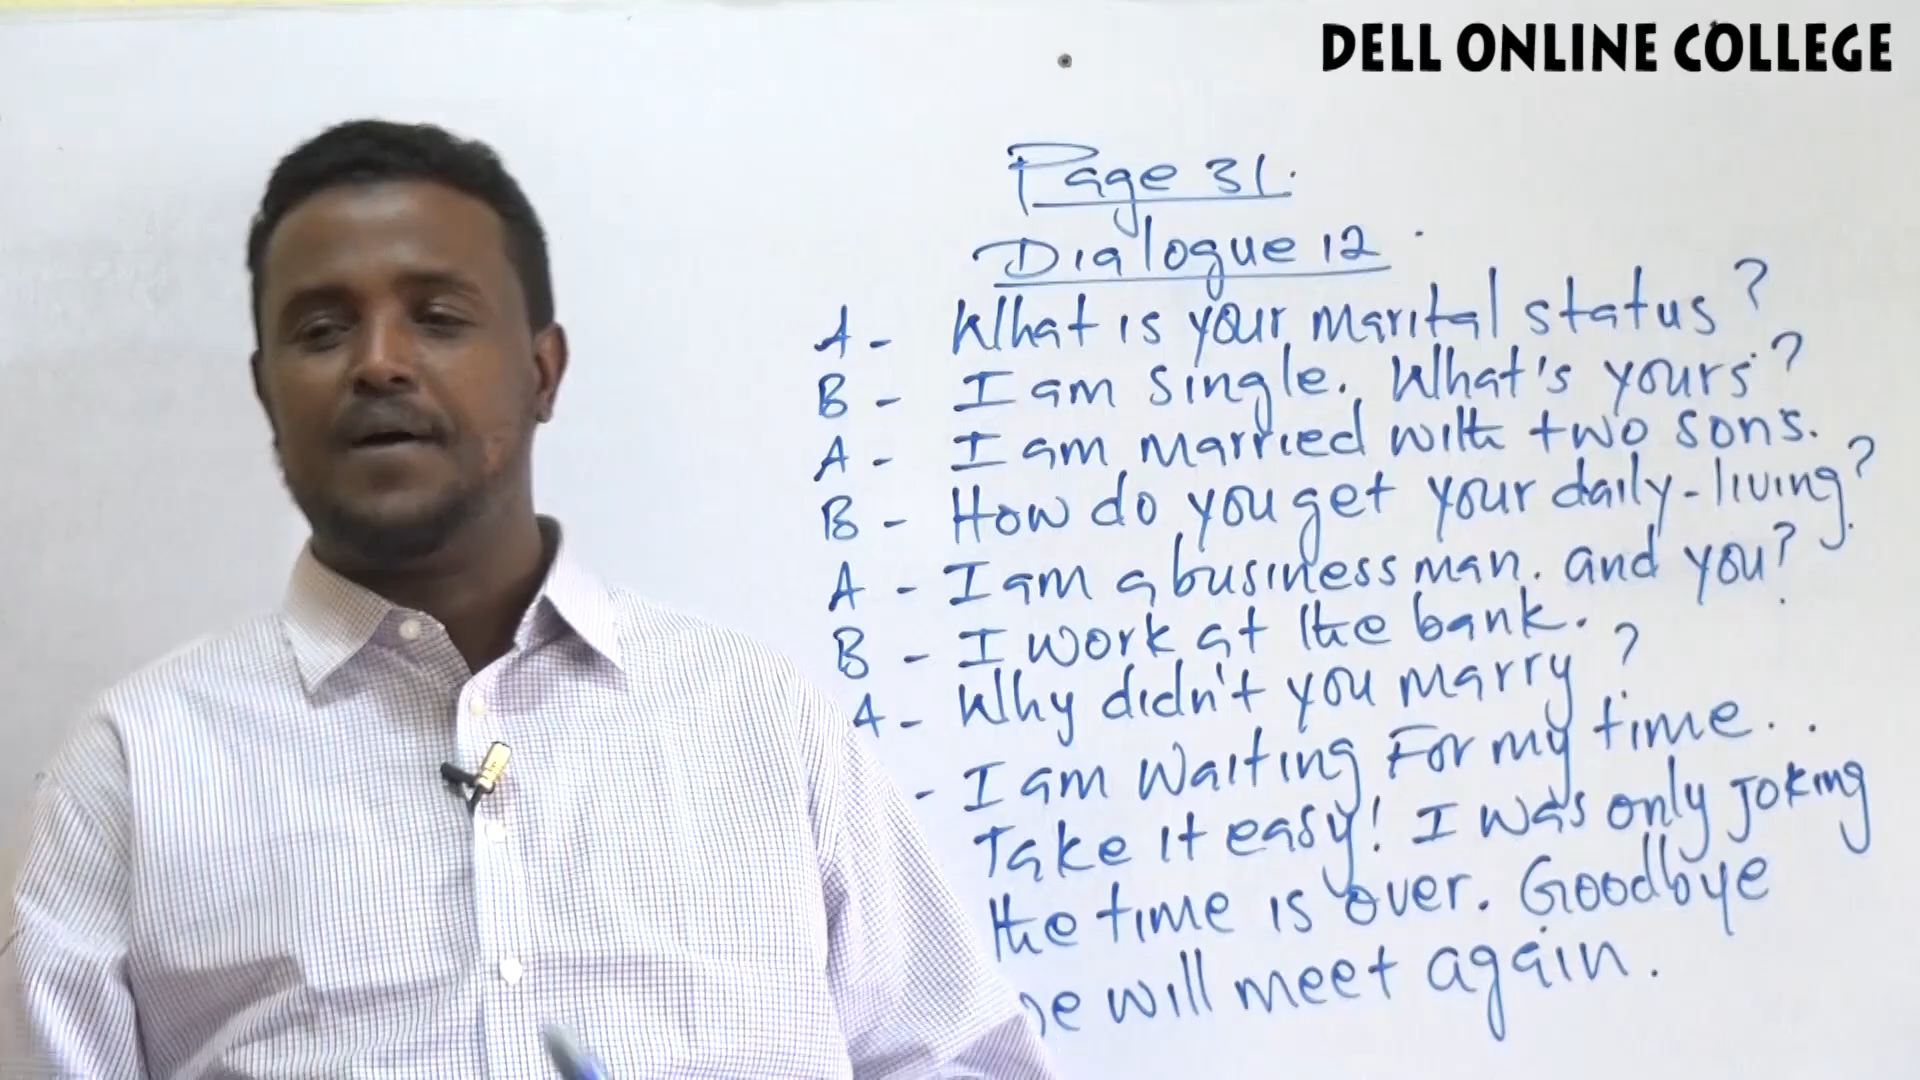 DELL ONLINE COLLEGE
Page 31.
Dialogue 12
A - What is your marital status?
B - I am single. What's yours?
A - I am married with two sons.
B - How do you get your daily-living?
A - I am a business man. and you?
B - I work at the bank.
A - Why didn't you marry?
- I am waiting For my time.
Take it easy! I was only joking
the time is over. Goodbye
will meet again.